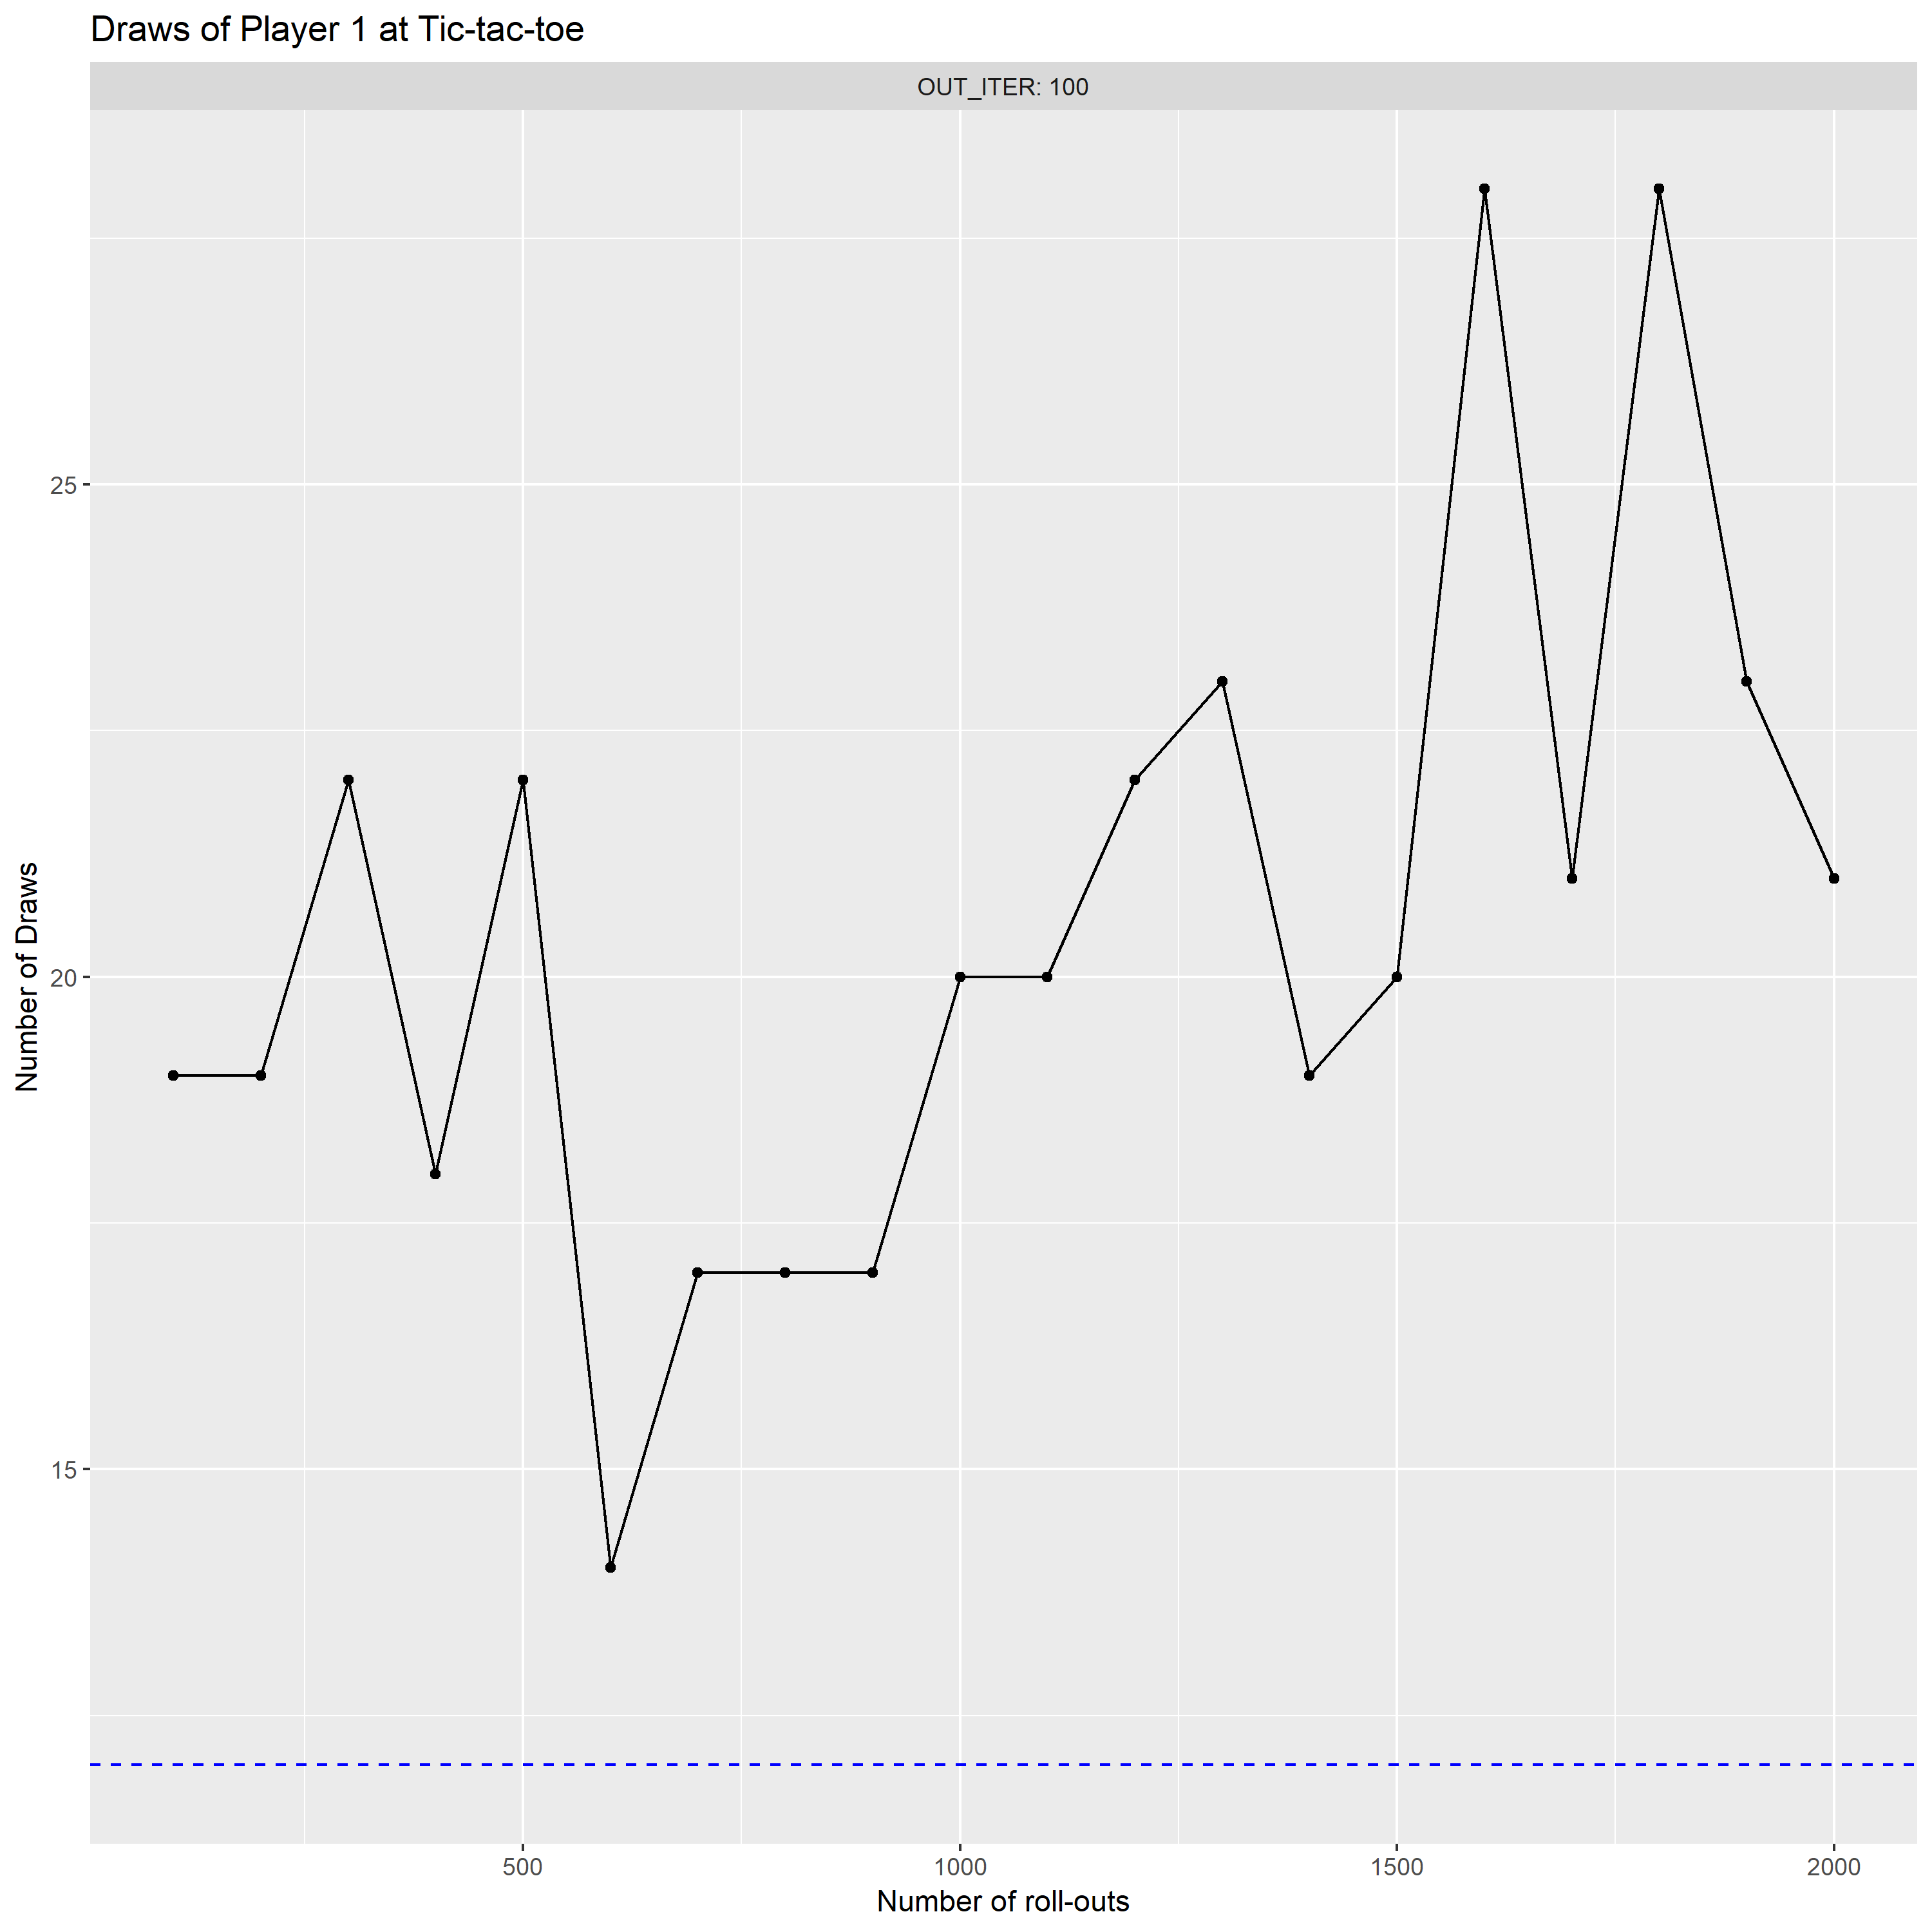 Draws of Player 1 at Tic-tac-toe
OUT_ITER: 100
25
20
15
Number of Draws
500 1000 1500 2000
Number of roll-outs